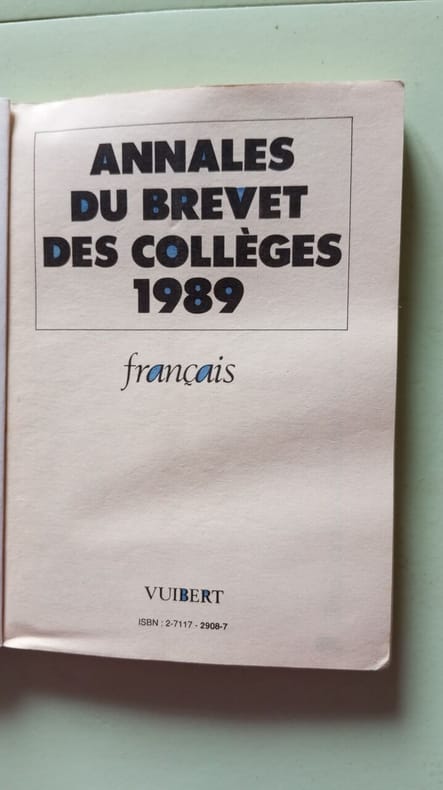 ANNALES
DU BREVET
DES COLLÈGES
1989
français
VUIBERT
ISBN : 2-7117 - 2908-7